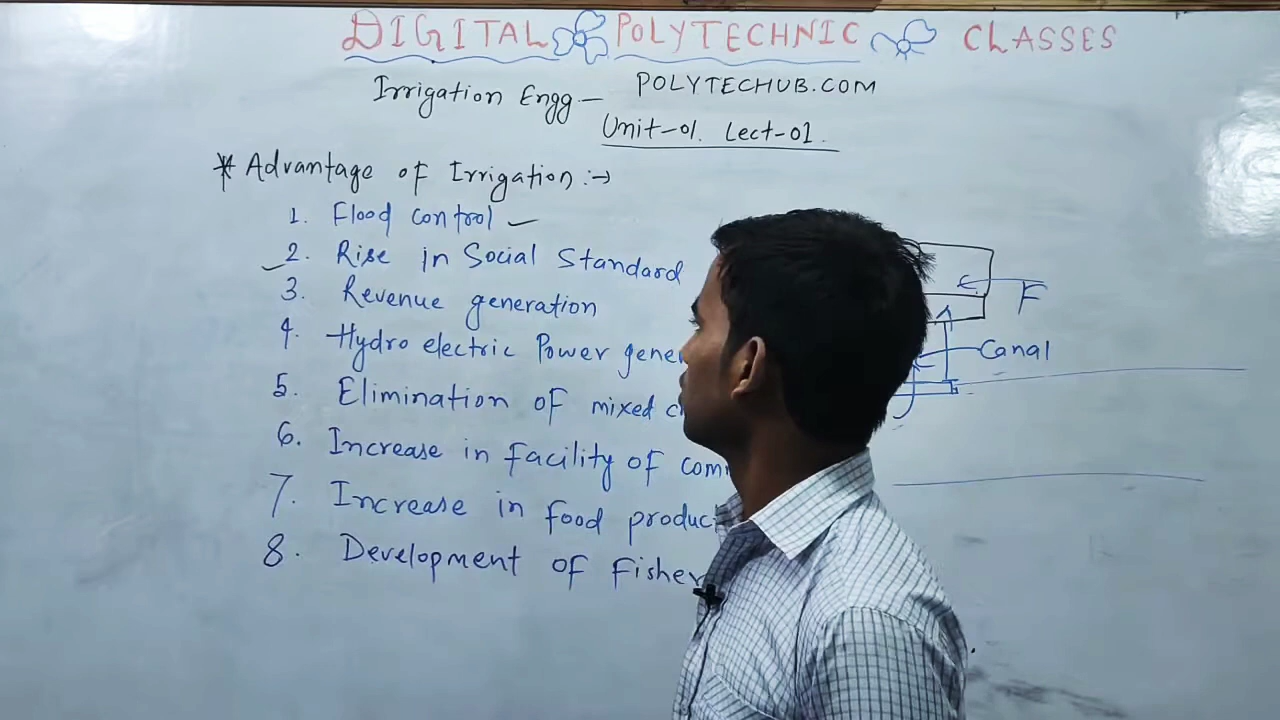 DIGITAL POLYTECHNIC CLASSES
Irrigation Engg — POLYTECHUB.COM
Unit-01. Lect-01.
* Advantage of Irrigation :→
1. Flood control
2. Rise in Social Standard
3. Revenue generation
4. Hydro electric Power gene
5. Elimination of mixed c
6. Increase in facility of com
7. Increase in food produc
8. Development of Fisher
F
Canal